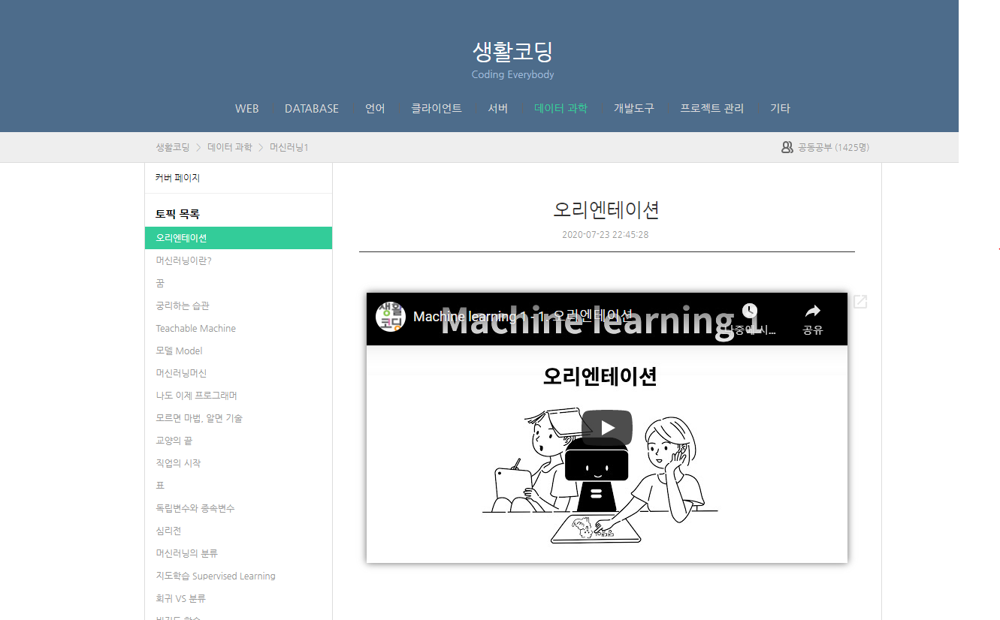 생활코딩
Coding Everybody
WEB DATABASE 언어 클라이언트 서버 데이터 과학 개발도구 프로젝트 관리 기타
생활코딩 > 데이터 과학 > 머신러닝1
공동공부 (1425명)
커버 페이지
토픽 목록
오리엔테이션
머신러닝이란?
꿈
궁리하는 습관
Teachable Machine
모델 Model
머신러닝머신
나도 이제 프로그래머
모르면 마법, 알면 기술
교양의 끝
직업의 시작
표
독립변수와 종속변수
심리전
머신러닝의 분류
지도학습 Supervised Learning
회귀 VS 분류
오리엔테이션
2020-07-23 22:45:28
생활
코딩
Machine learning 1 - 1. 오리엔테이션
Machine learning 1
나중에 시...
공유
오리엔테이션